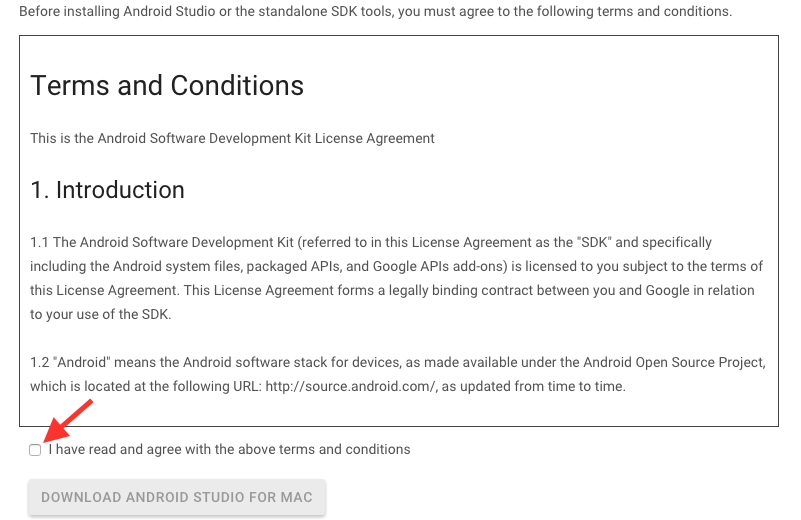 Before installing Android Studio or the standalone SDK tools, you must agree to the following terms and conditions.
Terms and Conditions
This is the Android Software Development Kit License Agreement
1. Introduction
1.1 The Android Software Development Kit (referred to in this License Agreement as the "SDK" and specifically
including the Android system files, packaged APIs, and Google APIs add-ons) is licensed to you subject to the terms of
this License Agreement. This License Agreement forms a legally binding contract between you and Google in relation
to your use of the SDK.
1.2 "Android" means the Android software stack for devices, as made available under the Android Open Source Project,
which is located at the following URL: http://source.android.com/, as updated from time to time.
I have read and agree with the above terms and conditions
DOWNLOAD ANDROID STUDIO FOR MAC